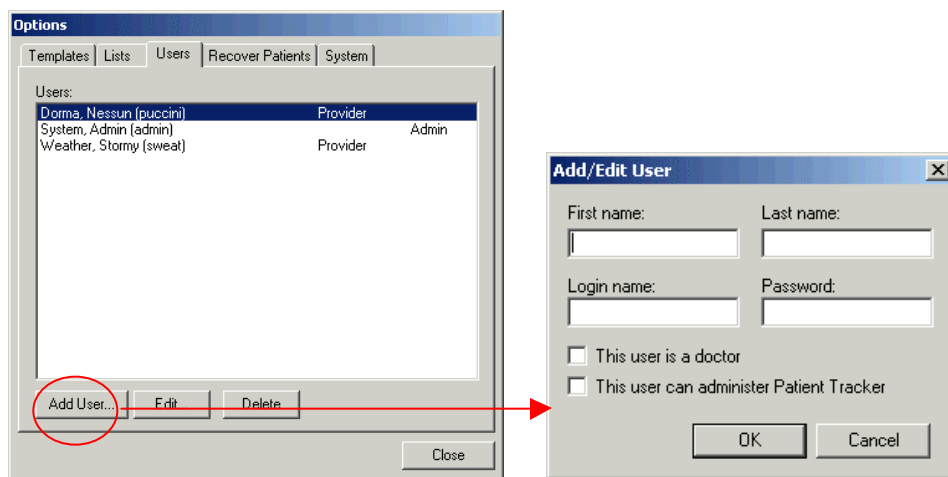 Options
Templates Lists Users Recover Patients System
Users:
Dorma, Nessun (puccini) Provider
System, Admin (admin) Admin
Weather, Stormy (sweat) Provider
Add User... Edit... Delete
Close
Add/Edit User
First name: Last name:
Login name: Password:
This user is a doctor
This user can administer Patient Tracker
OK Cancel